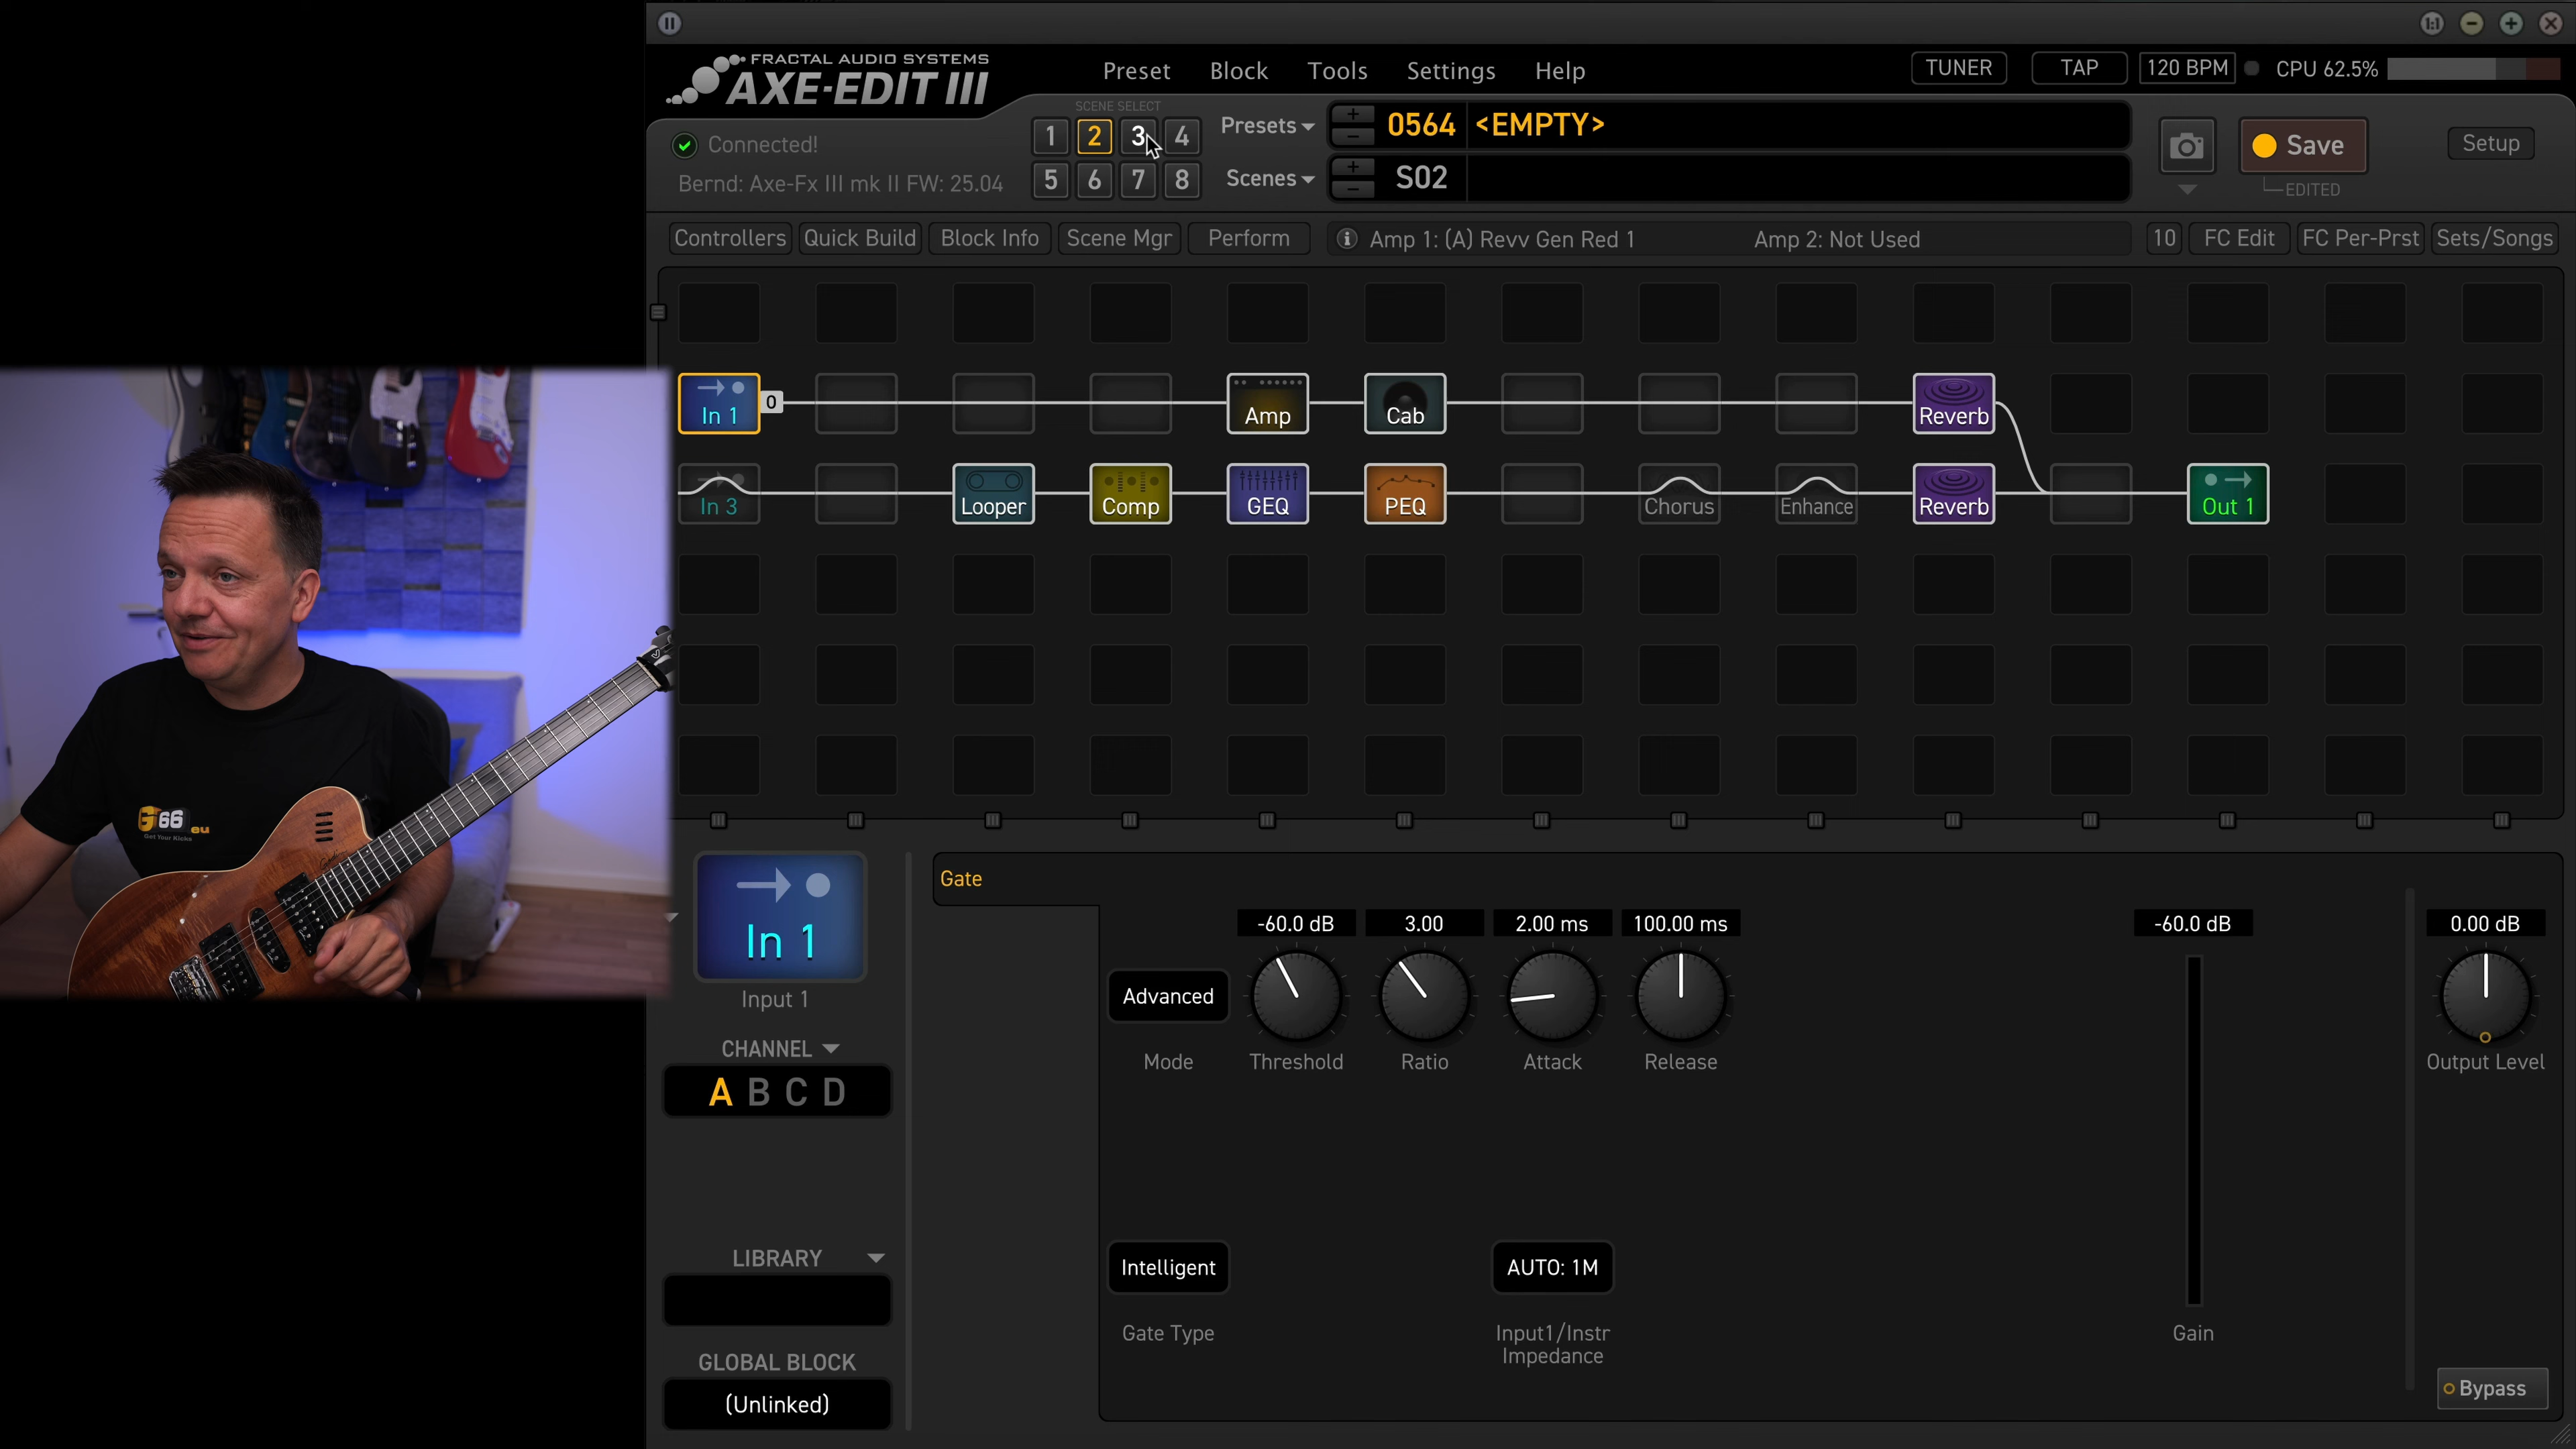 FRACTAL AUDIO SYSTEMS
AXE-EDIT III
Preset Block Tools Settings Help
TUNER TAP 120 BPM CPU 62.5%
SCENE SELECT
1 2 3 4
5 6 7 8
Connected!
Bernd: Axe-Fx III mk II FW: 25.04
Presets 0564 <EMPTY>
Scenes S02
Save
EDITED
Setup
Controllers Quick Build Block Info Scene Mgr Perform
Amp 1: (A) Revv Gen Red 1 Amp 2: Not Used
10 FC Edit FC Per-Prst Sets/Songs
In 1 0 Amp Cab Reverb
In 3 Looper Comp GEQ PEQ Chorus Enhance Reverb Out 1
G66 eu
Get Your Kicks
In 1
Input 1
CHANNEL
A B C D
LIBRARY
GLOBAL BLOCK
(Unlinked)
Gate
-60.0 dB 3.00 2.00 ms 100.00 ms -60.0 dB 0.00 dB
Advanced
Mode Threshold Ratio Attack Release Output Level
Intelligent AUTO: 1M
Gate Type Input1/Instr Impedance Gain
Bypass